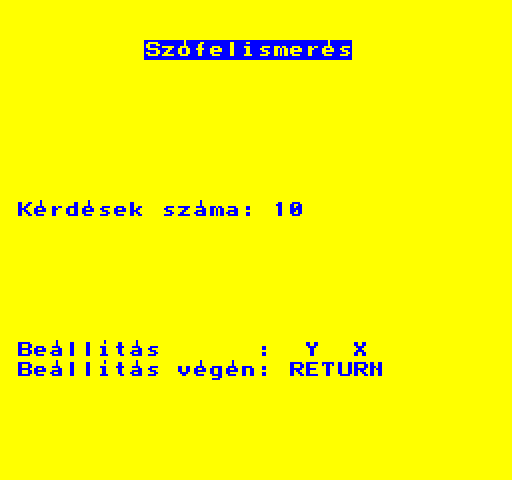 Szófelismerés
Kérdések száma: 10
Beállítás : Y X
Beállítás végén: RETURN